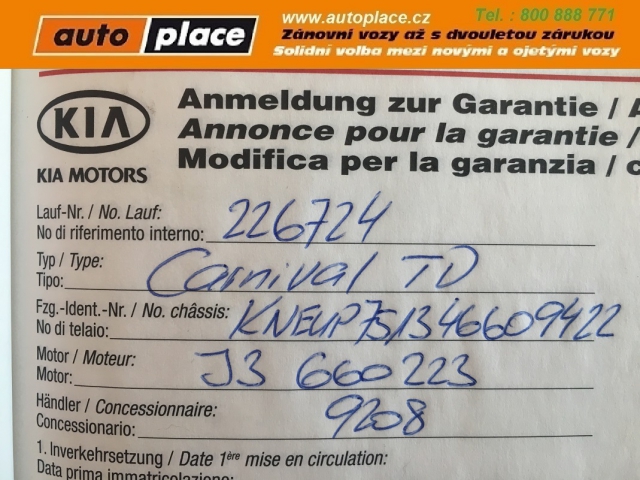 auto place
www.autoplace.cz Tel. : 800 888 771
Zánovní vozy až s dvouletou zárukou
Solidní volba mezi novými a ojetými vozy
KIA
KIA MOTORS
Anmeldung zur Garantie /
Annonce pour la garantie /
Modifica per la garanzia / c
Lauf-Nr. / No. Lauf:
No di riferimento interno: 226724
Typ / Type:
Tipo: Carnival TD
Fzg.-Ident.-Nr. / No. châssis:
No di telaio: KNEUP751346609422
Motor / Moteur:
Motor: J3 660223
Händler / Concessionnaire:
Concessionario: 9208
1. Inverkehrsetzung / Date 1ère mise en circulation:
Data prima immatricolazione: